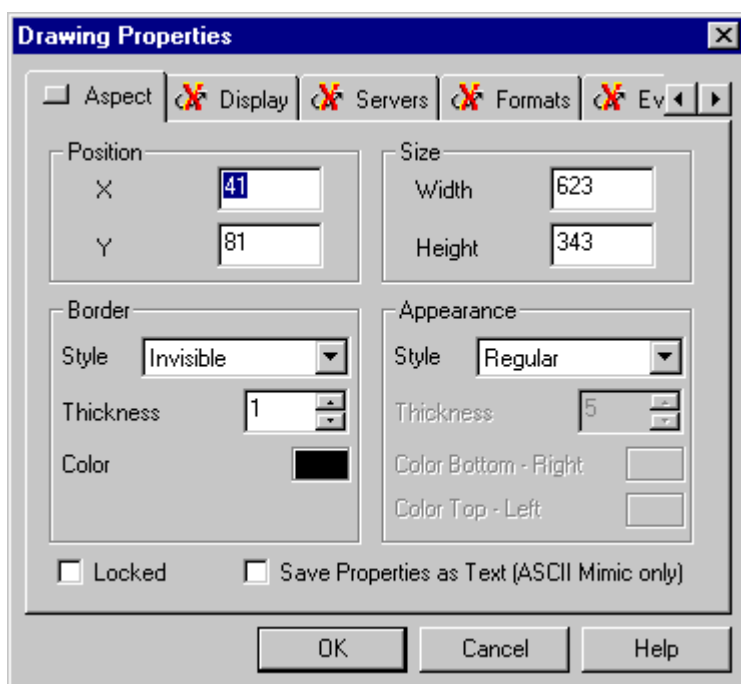 Drawing Properties
Aspect Display Servers Formats Ev
Position
X 41
Y 81
Size
Width 623
Height 343
Border
Style Invisible
Thickness 1
Color
Appearance
Style Regular
Thickness 5
Color Bottom - Right
Color Top - Left
Locked
Save Properties as Text (ASCII Mimic only)
OK Cancel Help